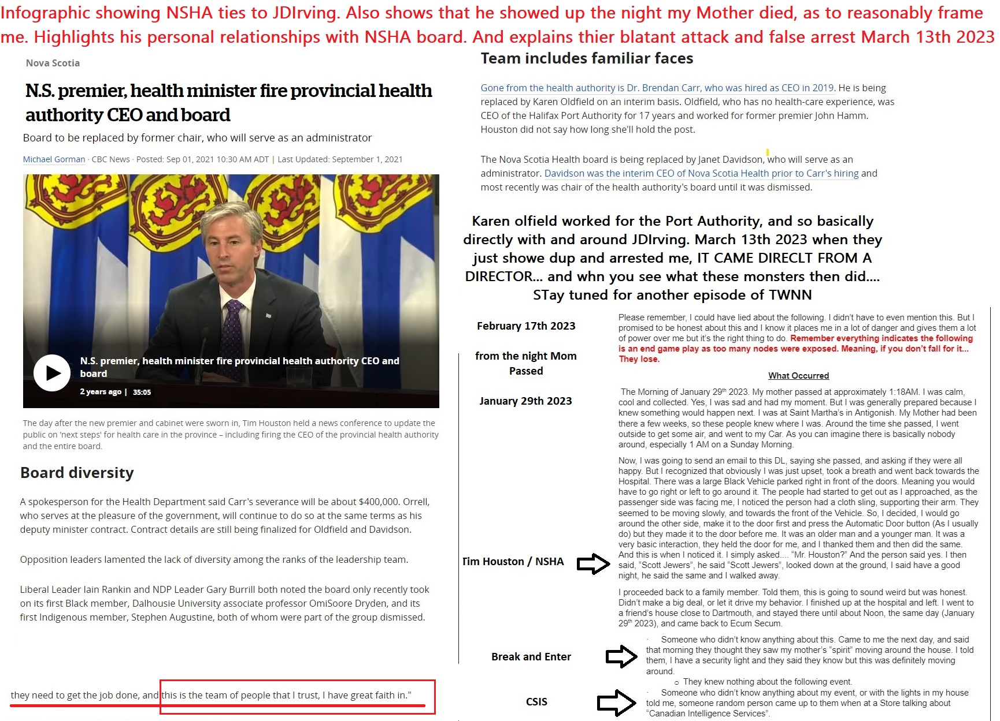 Infographic showing NSHA ties to JDIrving. Also shows that he showed up the night my Mother died, as to reasonably frame
me. Highlights his personal relationships with NSHA board. And explains thier blatant attack and false arrest March 13th 2023
Nova Scotia
N.S. premier, health minister fire provincial health
authority CEO and board
Board to be replaced by former chair, who will serve as an administrator
Michael Gorman · CBC News · Posted: Sep 01, 2021 10:30 AM ADT | Last Updated: September 1, 2021
N.S. premier, health minister fire provincial health authority CEO and
board
2 years ago | 35:05
The day after the new premier and cabinet were sworn in, Tim Houston held a news conference to update the
public on 'next steps' for health care in the province – including firing the CEO of the provincial health authority
and the entire board.
Board diversity
A spokesperson for the Health Department said Carr's severance will be about $400,000. Orrell,
who serves at the pleasure of the government, will continue to do so at the same terms as his
deputy minister contract. Contract details are still being finalized for Oldfield and Davidson.
Opposition leaders lamented the lack of diversity among the ranks of the leadership team.
Liberal Leader Iain Rankin and NDP Leader Gary Burrill both noted the board only recently took
on its first Black member, Dalhousie University associate professor OmiSoore Dryden, and its
first Indigenous member, Stephen Augustine, both of whom were part of the group dismissed.
they need to get the job done, and this is the team of people that I trust, I have great faith in."
Team includes familiar faces
Gone from the health authority is Dr. Brendan Carr, who was hired as CEO in 2019. He is being
replaced by Karen Oldfield on an interim basis. Oldfield, who has no health-care experience, was
CEO of the Halifax Port Authority for 17 years and worked for former premier John Hamm.
Houston did not say how long she'll hold the post.
The Nova Scotia Health board is being replaced by Janet Davidson, who will serve as an
administrator. Davidson was the interim CEO of Nova Scotia Health prior to Carr's hiring and
most recently was chair of the health authority's board until it was dismissed.
Karen olfield worked for the Port Authority, and so basically
directly with and around JDIrving. March 13th 2023 when they
just showe dup and arrested me, IT CAME DIRECLT FROM A
DIRECTOR... and whn you see what these monsters then did....
STay tuned for another episode of TWNN
February 17th 2023
from the night Mom
Passed
January 29th 2023
Please remember, I could have lied about the following. I didn't have to even mention this. But I
promised to be honest about this and I know it places me in a lot of danger and gives them a lot
of power over me but it's the right thing to do. Remember everything indicates the following
is an end game play as too many nodes were exposed. Meaning, if you don't fall for it...
They lose.
What Occurred
The Morning of January 29th 2023. My mother passed at approximately 1:18AM. I was calm,
cool and collected. Yes, I was sad and had my moment. But I was generally prepared because I
knew something would happen next. I was at Saint Martha's in Antigonish. My Mother had been
there a few weeks, so these people knew where I was. Around the time she passed, I went
outside to get some air, and went to my Car. As you can imagine there is basically nobody
around, especially 1 AM on a Sunday Morning.
Now, I was going to send an email to this DL, saying she passed, and asking if they were all
happy. But I recognized that obviously I was just upset, took a breath and went back towards the
Hospital. There was a large Black Vehicle parked right in front of the doors. Meaning you would
have to go right or left to go around it. The people had started to get out as I approached, as the
passenger side was facing me, I noticed the person had a cloth sling, supporting their arm. They
seemed to be moving slowly, and towards the front of the Vehicle. So, I decided, I would go
around the other side, make it to the door first and press the Automatic Door button (As I usually
do) but they made it to the door before me. It was an older man and a younger man. It was a
very basic interaction, they held the door for me, and I thanked them and then did the same.
And this is when I noticed it. I simply asked.... "Mr. Houston?" And the person said yes. I then
said, "Scott Jewers", he said "Scott Jewers", looked down at the ground, I said have a good
night, he said the same and I walked away.
Tim Houston / NSHA
I proceeded back to a family member. Told them, this is going to sound weird but was honest.
Didn't make a big deal, or let it drive my behavior. I finished up at the hospital and left. I went to
a friend's house close to Dartmouth, and stayed there until about Noon, the same day (January
29th 2023), and came back to Ecum Secum.
Break and Enter
· Someone who didn't know anything about this. Came to me the next day, and said
that morning they thought they saw my mother's "spirit" moving around the house. I told
them, I have a security light and they said they know but this was definitely moving
around.
o They knew nothing about the following event.
CSIS
· Someone who didn't know anything about my event, or with the lights in my house
told me, someone random person came up to them when at a Store talking about
"Canadian Intelligence Services".